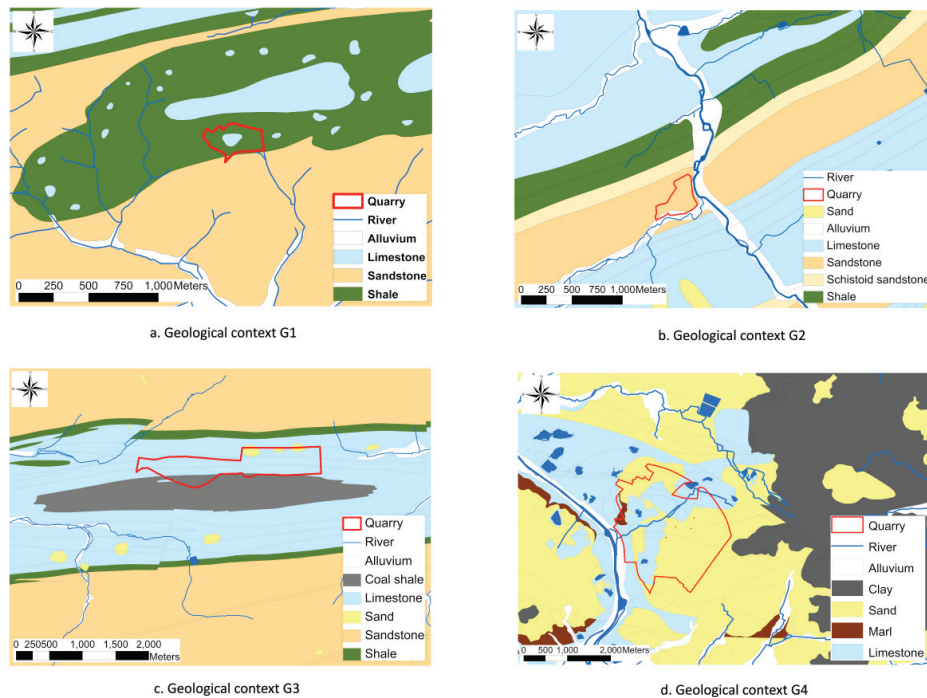 Quarry
River
Alluvium
Limestone
Sandstone
Shale
0 250 500 750 1,000 Meters
a. Geological context G1
River
Quarry
Sand
Alluvium
Limestone
Sandstone
Schistoid sandstone
Shale
0 250 500 750 1,000 Meters
b. Geological context G2
Quarry
River
Alluvium
Coal shale
Limestone
Sand
Sandstone
Shale
0 250500 1,000 1,500 2,000
Meters
c. Geological context G3
Quarry
River
Alluvium
Clay
Sand
Marl
Limestone
0 500 1,000 2,000
Meters
d. Geological context G4